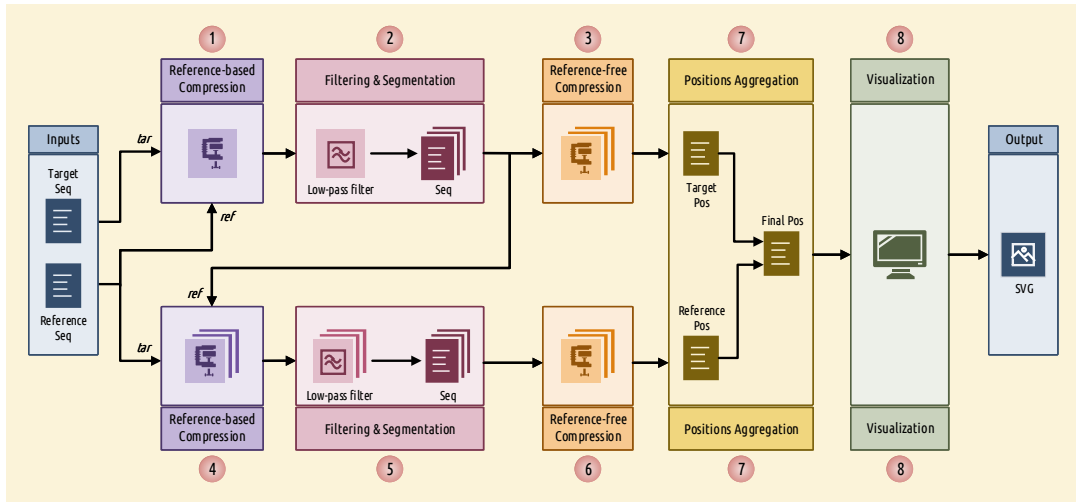 1
2
3
7
8
Reference-based
Compression
Filtering & Segmentation
Reference-free
Compression
Positions Aggregation
Visualization
Inputs
Target
Seq
Reference
Seq
tar
ref
Low-pass filter
Seq
Target
Pos
Final Pos
Reference
Pos
Output
SVG
ref
tar
Low-pass filter
Seq
Reference-based
Compression
Filtering & Segmentation
Reference-free
Compression
Positions Aggregation
Visualization
4
5
6
7
8